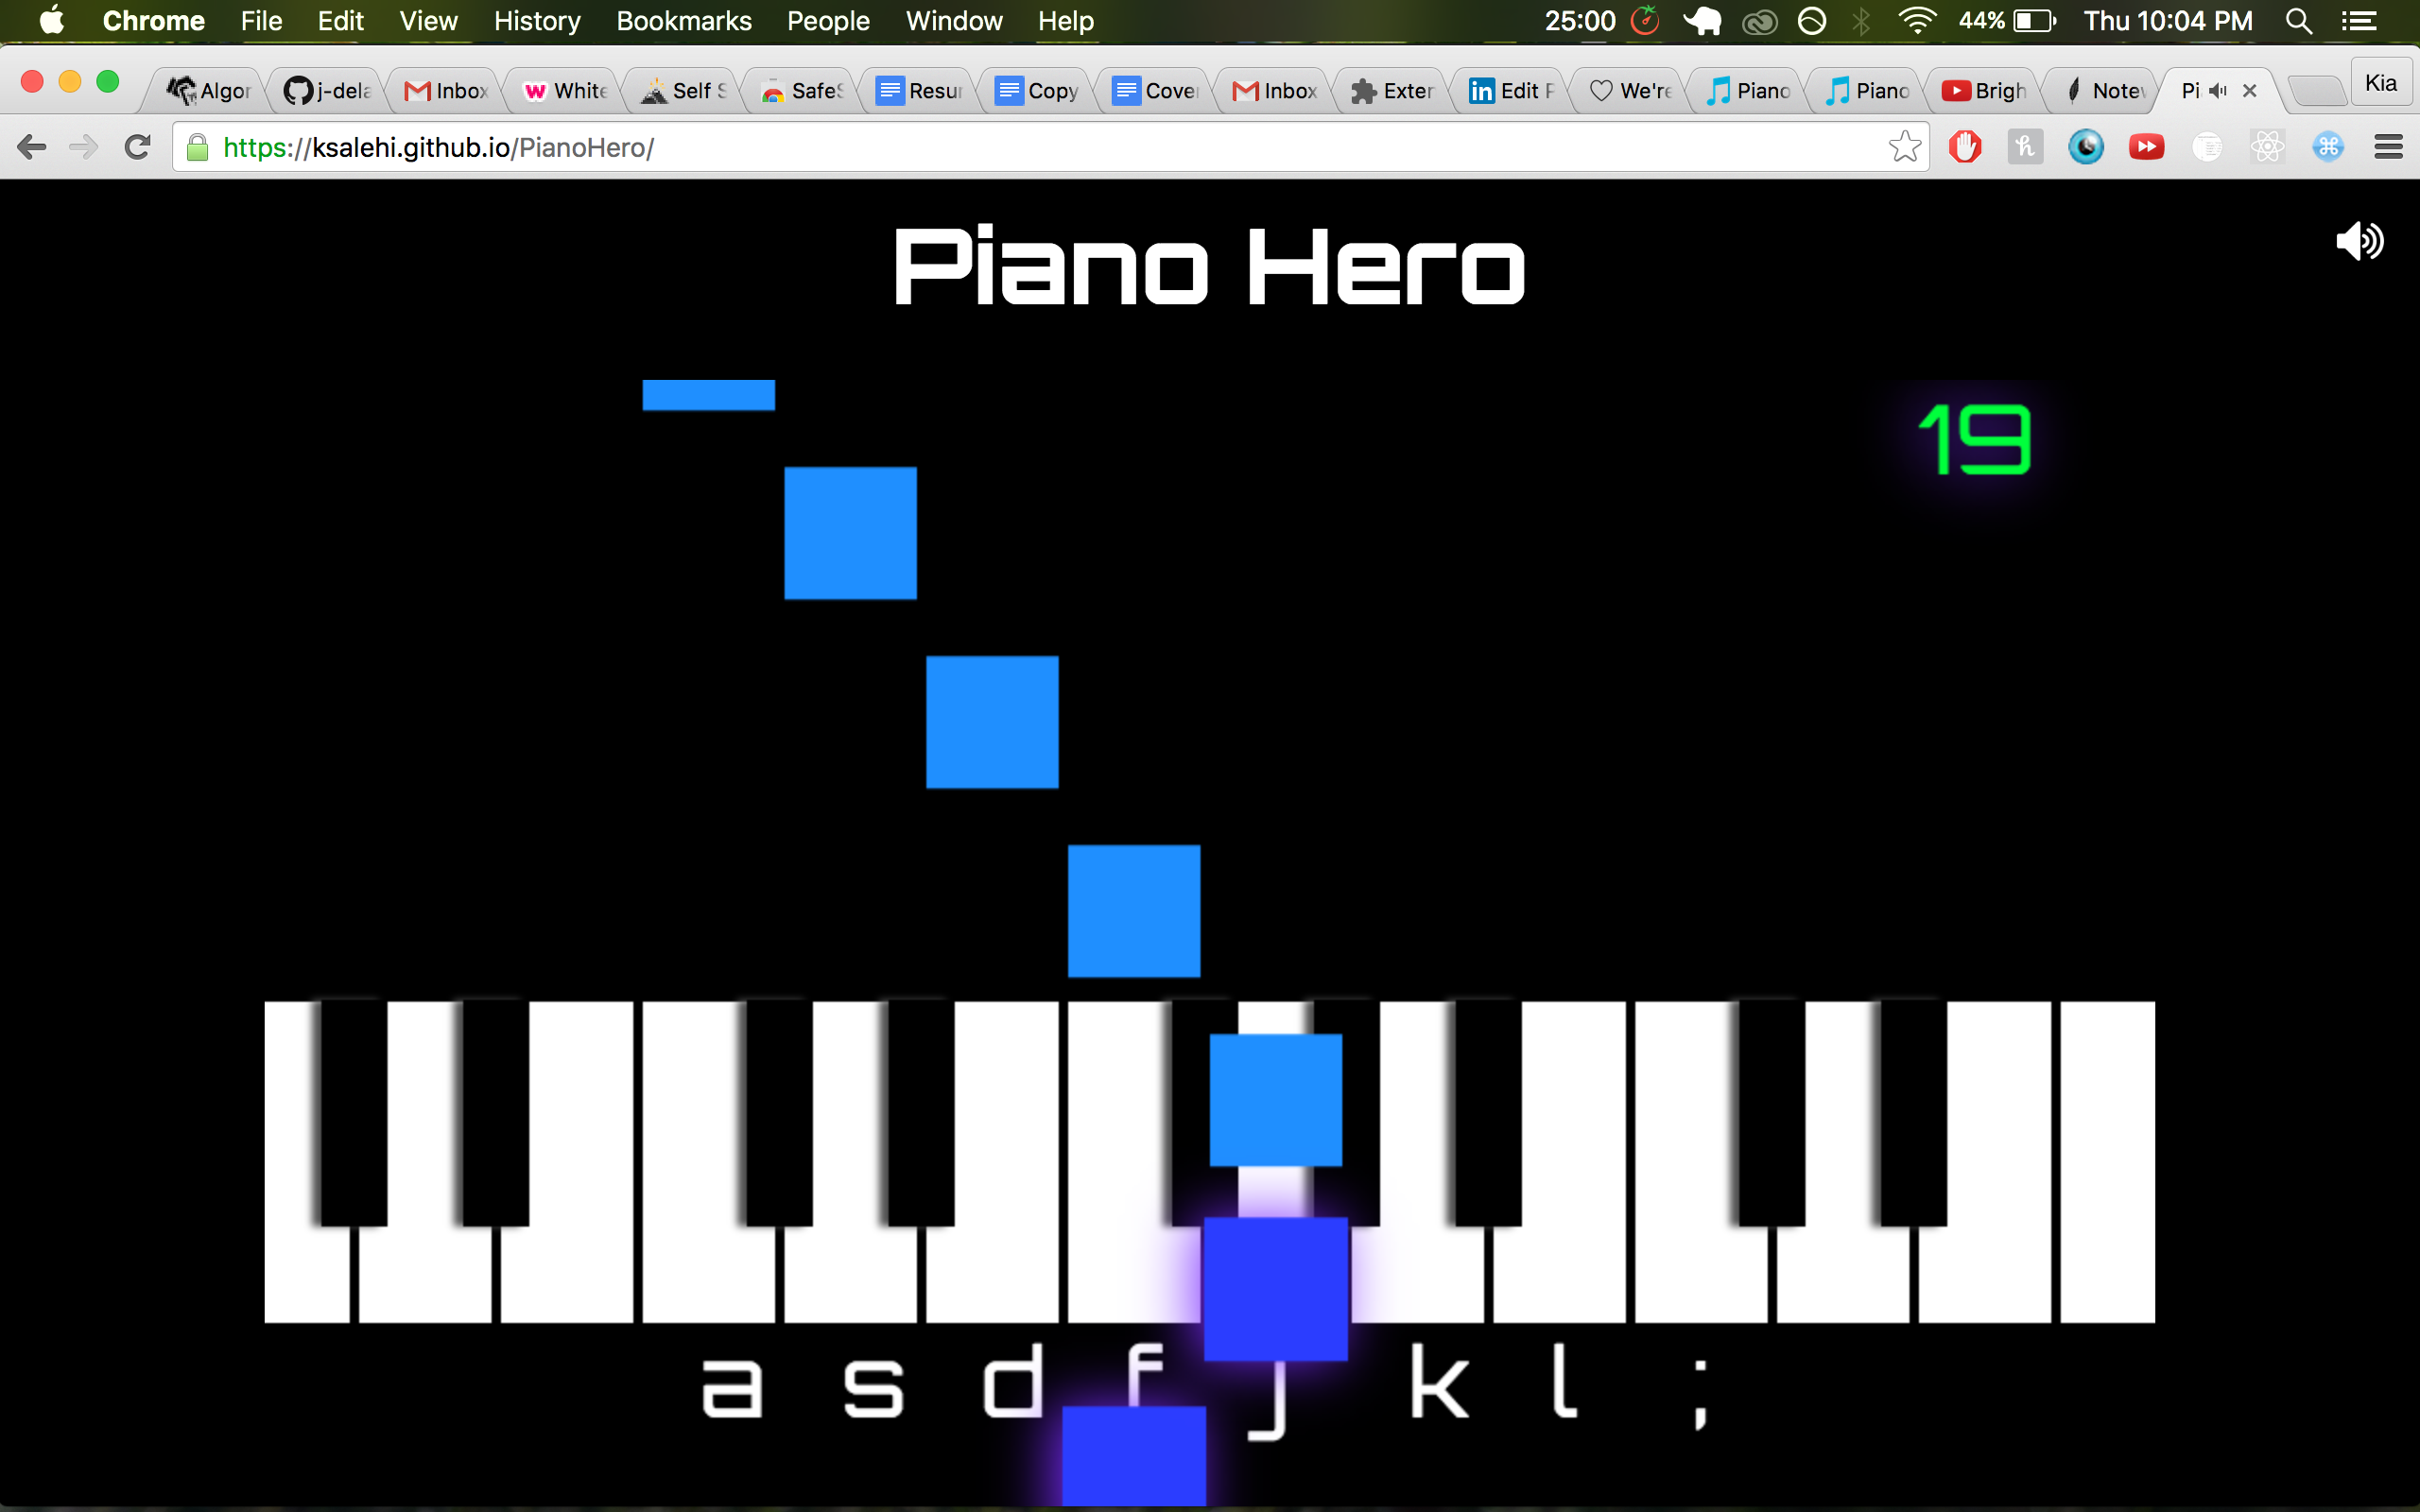 Chrome File Edit View History Bookmarks People Window Help 25:00 44% Thu 10:04 PM
Algor j-dela Inbox White Self S SafeS Resur Copy Cover Inbox Exter Edit P We're Piano Piano Brigh Notew Pi Kia
https://ksalehi.github.io/PianoHero/
Piano Hero
19
a s d f j k l ;